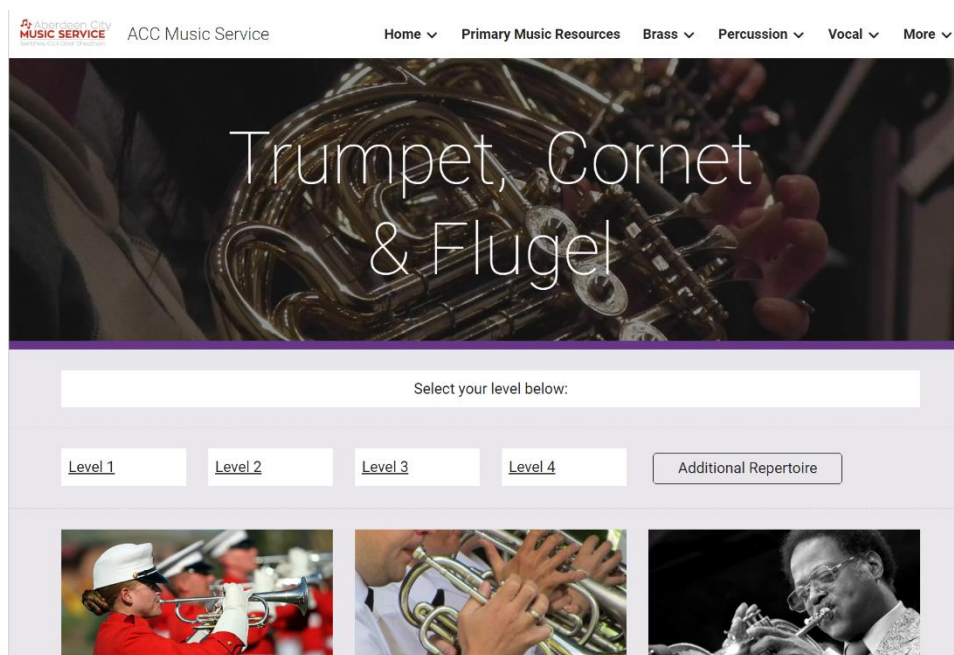 Aberdeen City
MUSIC SERVICE
ACC Music Service
Home
Primary Music Resources
Brass
Percussion
Vocal
More
Trumpet, Cornet
& Flugel
Select your level below:
Level 1
Level 2
Level 3
Level 4
Additional Repertoire